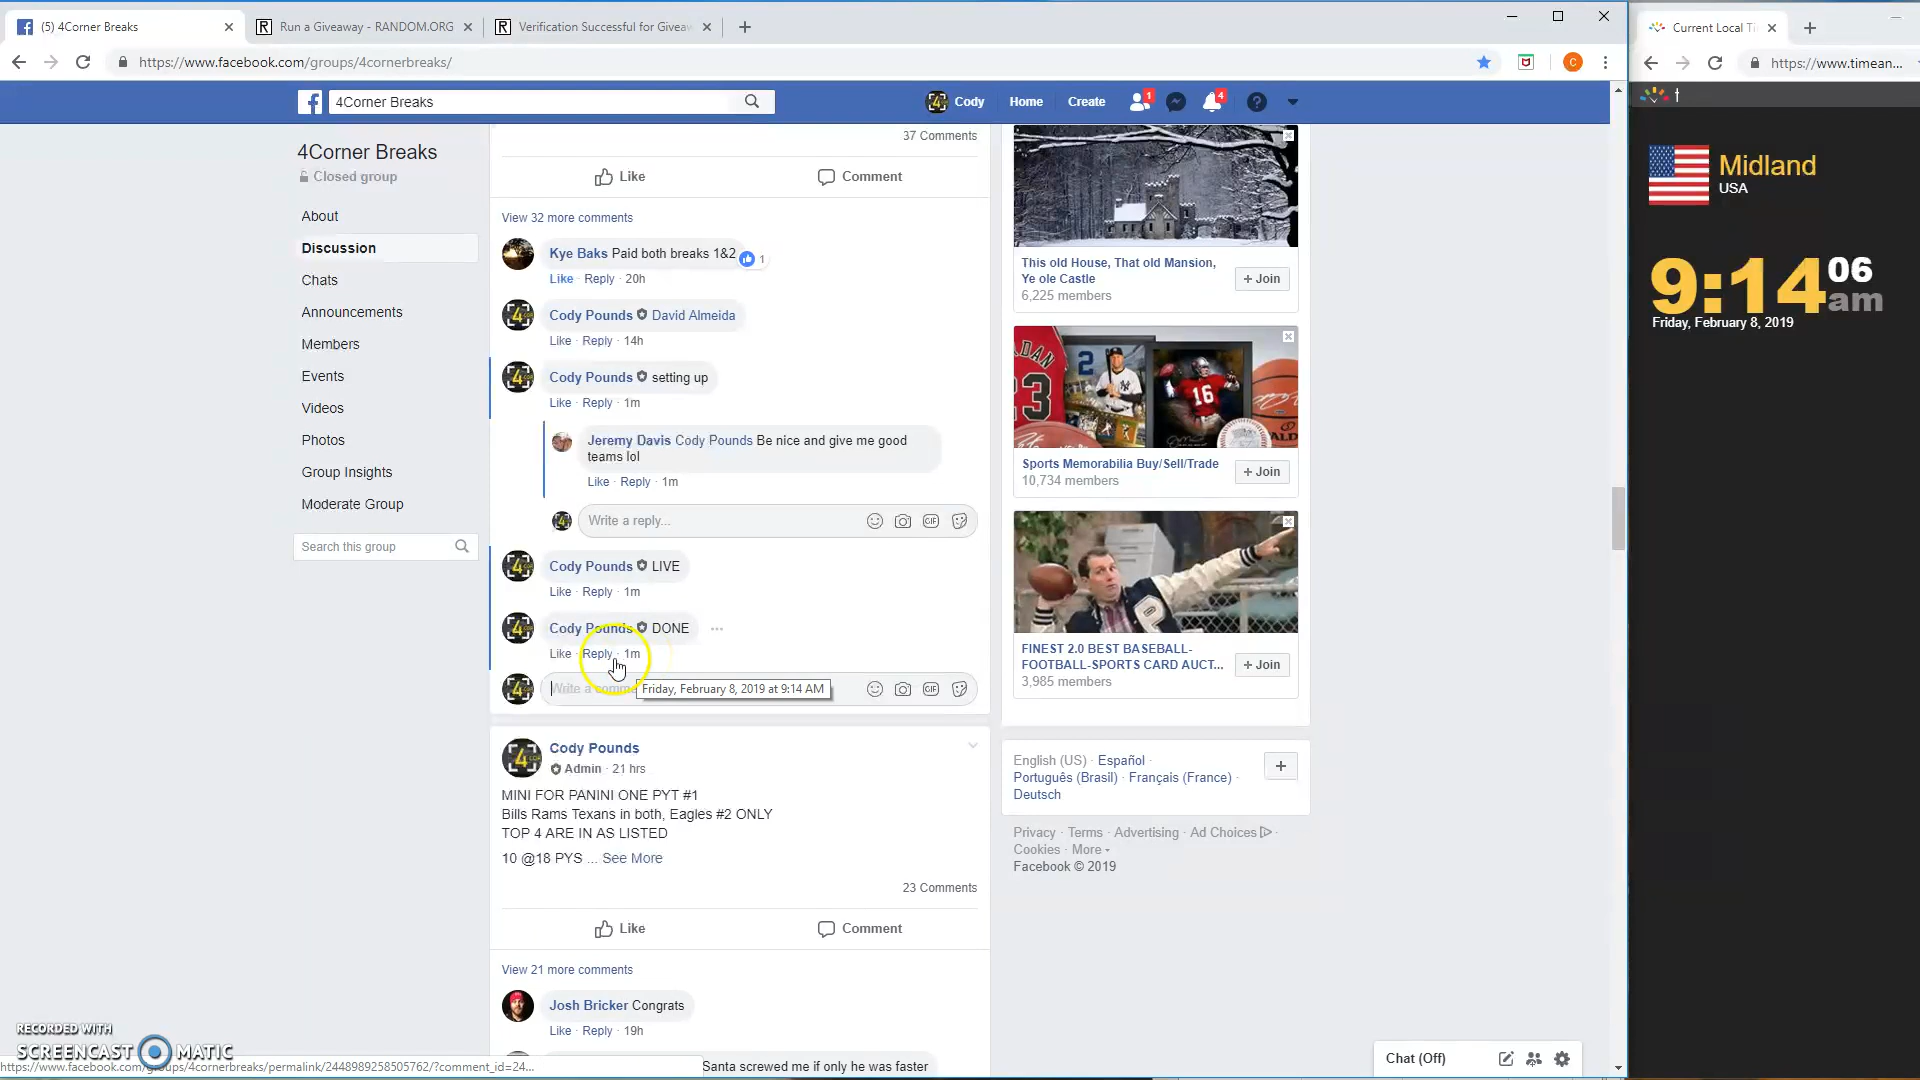 (5) 4Corner Breaks
Run a Giveaway - RANDOM.ORG
Verification Successful for Giveaw
Current Local Ti
https://www.facebook.com/groups/4cornerbreaks/
https://www.timean...
4Corner Breaks
Cody
Home
Create
1
4
t
4Corner Breaks
Closed group
About
Discussion
Chats
Announcements
Members
Events
Videos
Photos
Group Insights
Moderate Group
Search this group
37 Comments
Like
Comment
View 32 more comments
Kye Baks Paid both breaks 1&2
1
Like · Reply · 20h
Cody Pounds David Almeida
Like · Reply · 14h
Cody Pounds setting up
Like · Reply · 1m
Jeremy Davis Cody Pounds Be nice and give me good
teams lol
Like · Reply · 1m
Write a reply...
GIF
Cody Pounds LIVE
Like · Reply · 1m
Cody Pounds DONE
Like · Reply · 1m
Write a comme
Friday, February 8, 2019 at 9:14 AM
GIF
Cody Pounds
Admin · 21 hrs
MINI FOR PANINI ONE PYT #1
Bills Rams Texans in both, Eagles #2 ONLY
TOP 4 ARE IN AS LISTED
10 @18 PYS ... See More
23 Comments
Like
Comment
View 21 more comments
Josh Bricker Congrats
Like · Reply · 19h
Santa screwed me if only he was faster
This old House, That old Mansion,
Ye ole Castle
6,225 members
+ Join
Sports Memorabilia Buy/Sell/Trade
10,734 members
+ Join
FINEST 2.0 BEST BASEBALL-
FOOTBALL-SPORTS CARD AUCT...
3,985 members
+ Join
English (US) · Español ·
Português (Brasil) · Français (France) ·
Deutsch
Privacy · Terms · Advertising · Ad Choices ·
Cookies · More
Facebook © 2019
Midland
USA
9:14 06
am
Friday, February 8, 2019
RECORDED WITH
SCREENCAST MATIC
https://www.facebook.com/groups/4cornerbreaks/permalink/2448989258505762/?comment_id=24...
Chat (Off)